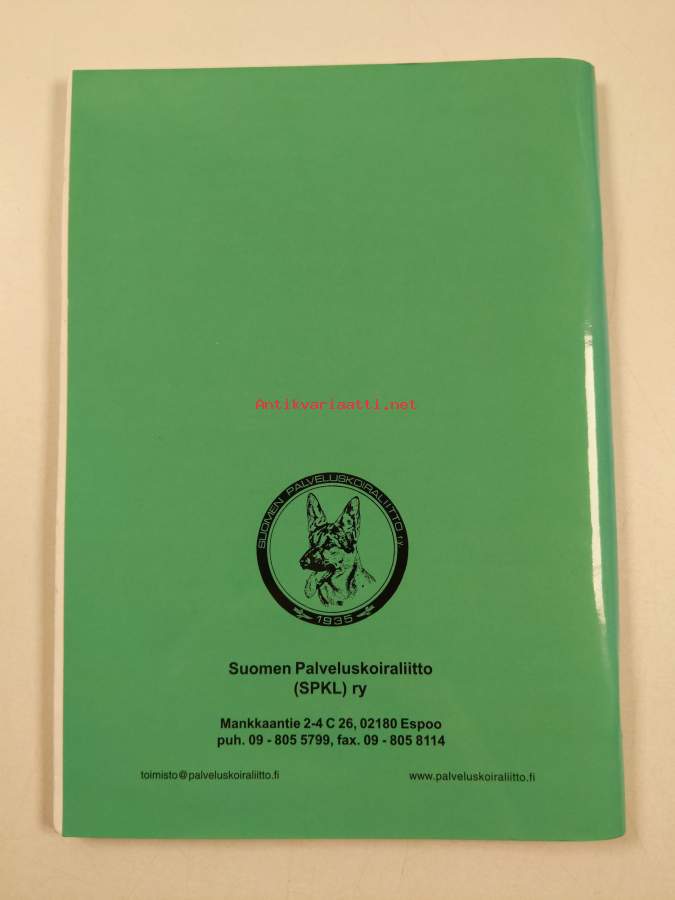 Antikvariaatti.net
SUOMEN PALVELUSKOIRALIITTO ry
1935
Suomen Palveluskoiraliitto
(SPKL) ry
Mankkaantie 2-4 C 26, 02180 Espoo
puh. 09 - 805 5799, fax. 09 - 805 8114
toimisto@palveluskoiraliitto.fi
www.palveluskoiraliitto.fi